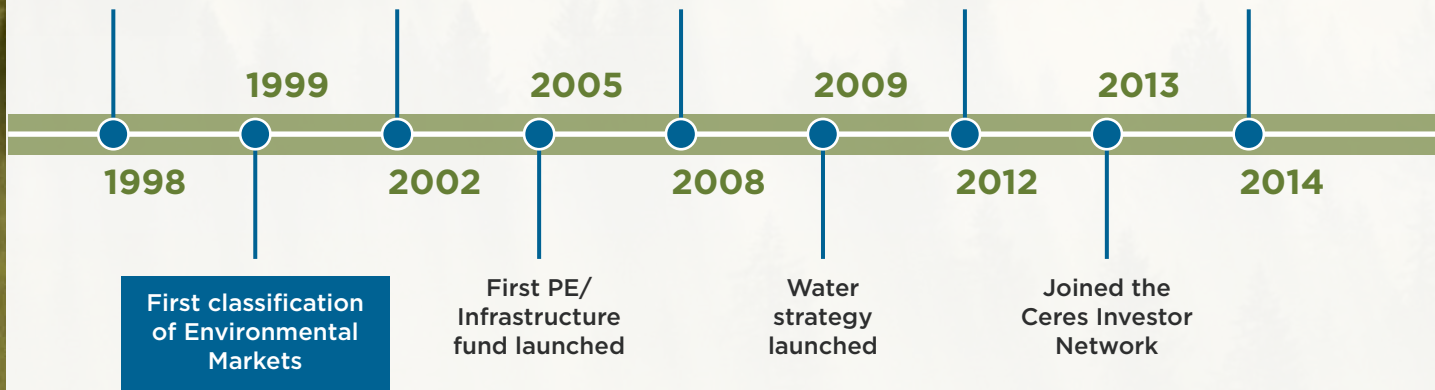 1999
2005
2009
2013
1998
2002
2008
2012
2014
First classification
of Environmental
Markets
First PE/
Infrastructure
fund launched
Water
strategy
launched
Joined the
Ceres Investor
Network